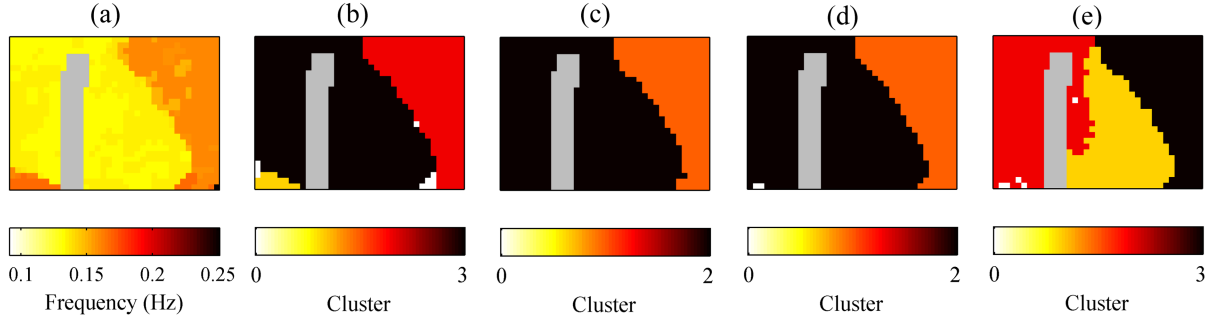 (a) (b) (c) (d) (e)
0.1 0.15 0.2 0.25 0 3 0 2 0 2 0 3
Frequency (Hz) Cluster Cluster Cluster Cluster